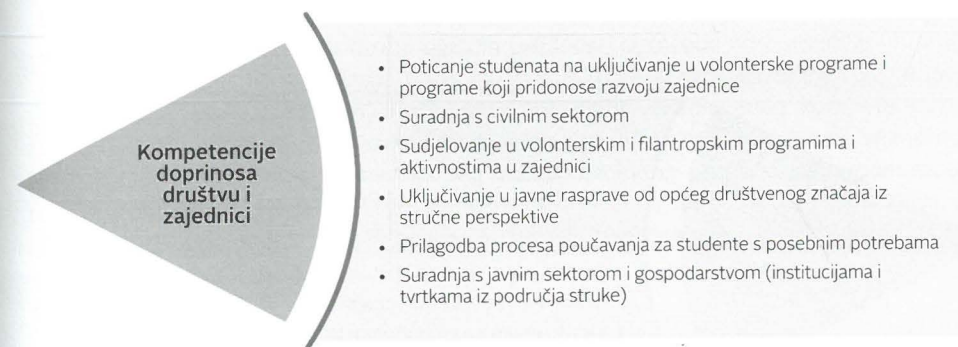 Kompetencije
doprinosa
društvu i
zajednici
• Poticanje studenata na uključivanje u volonterske programe i
programe koji pridonose razvoju zajednice
• Suradnja s civilnim sektorom
• Sudjelovanje u volonterskim i filantropskim programima i
aktivnostima u zajednici
• Uključivanje u javne rasprave od općeg društvenog značaja iz
stručne perspektive
• Prilagodba procesa poučavanja za studente s posebnim potrebama
• Suradnja s javnim sektorom i gospodarstvom (institucijama i
tvrtkama iz područja struke)